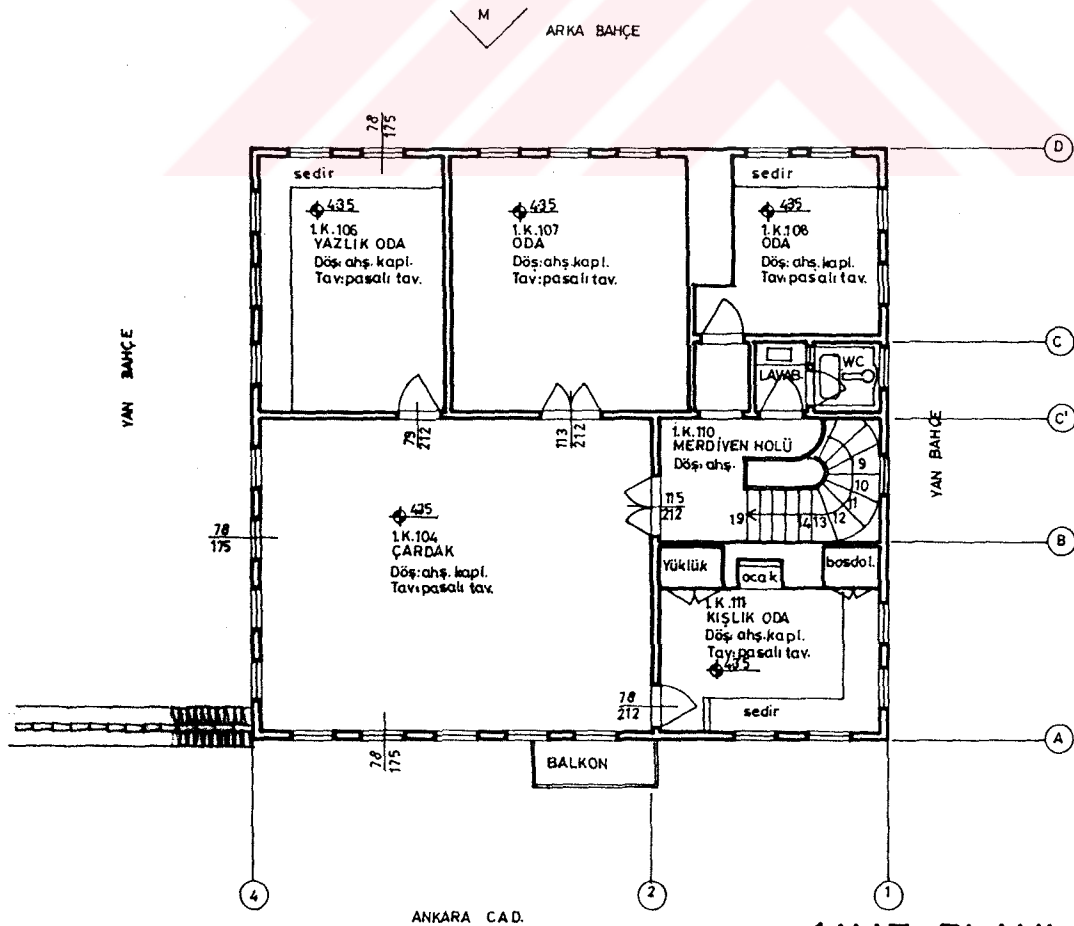 M
ARKA BAHÇE
78
175
D
sedir
sedir
435
1.K.106
YAZLIK ODA
Döş:ahş.kapl.
Tav:pasalı tav.
435
1.K.107
ODA
Döş:ahş.kapl.
Tav:pasalı tav.
435
1.K.108
ODA
Döş:ahş.kapl.
Tav:pasalı tav.
YAN BAHÇE
C
LAVAB.
WC
C'
79
212
113
212
1.K.110
MERDİVEN HOLÜ
Döş:ahş.
9
10
11
12
13
14
19
YAN BAHÇE
115
212
435
1.K.104
ÇARDAK
Döş:ahş.kapl.
Tav:pasalı tav.
78
175
B
Yüklük
ocak
bosdol.
1.K.111
KIŞLIK ODA
Döş:ahş.kapl.
Tav:pasalı tav.
435
78
212
sedir
A
78
175
BALKON
4
2
1
ANKARA CAD.